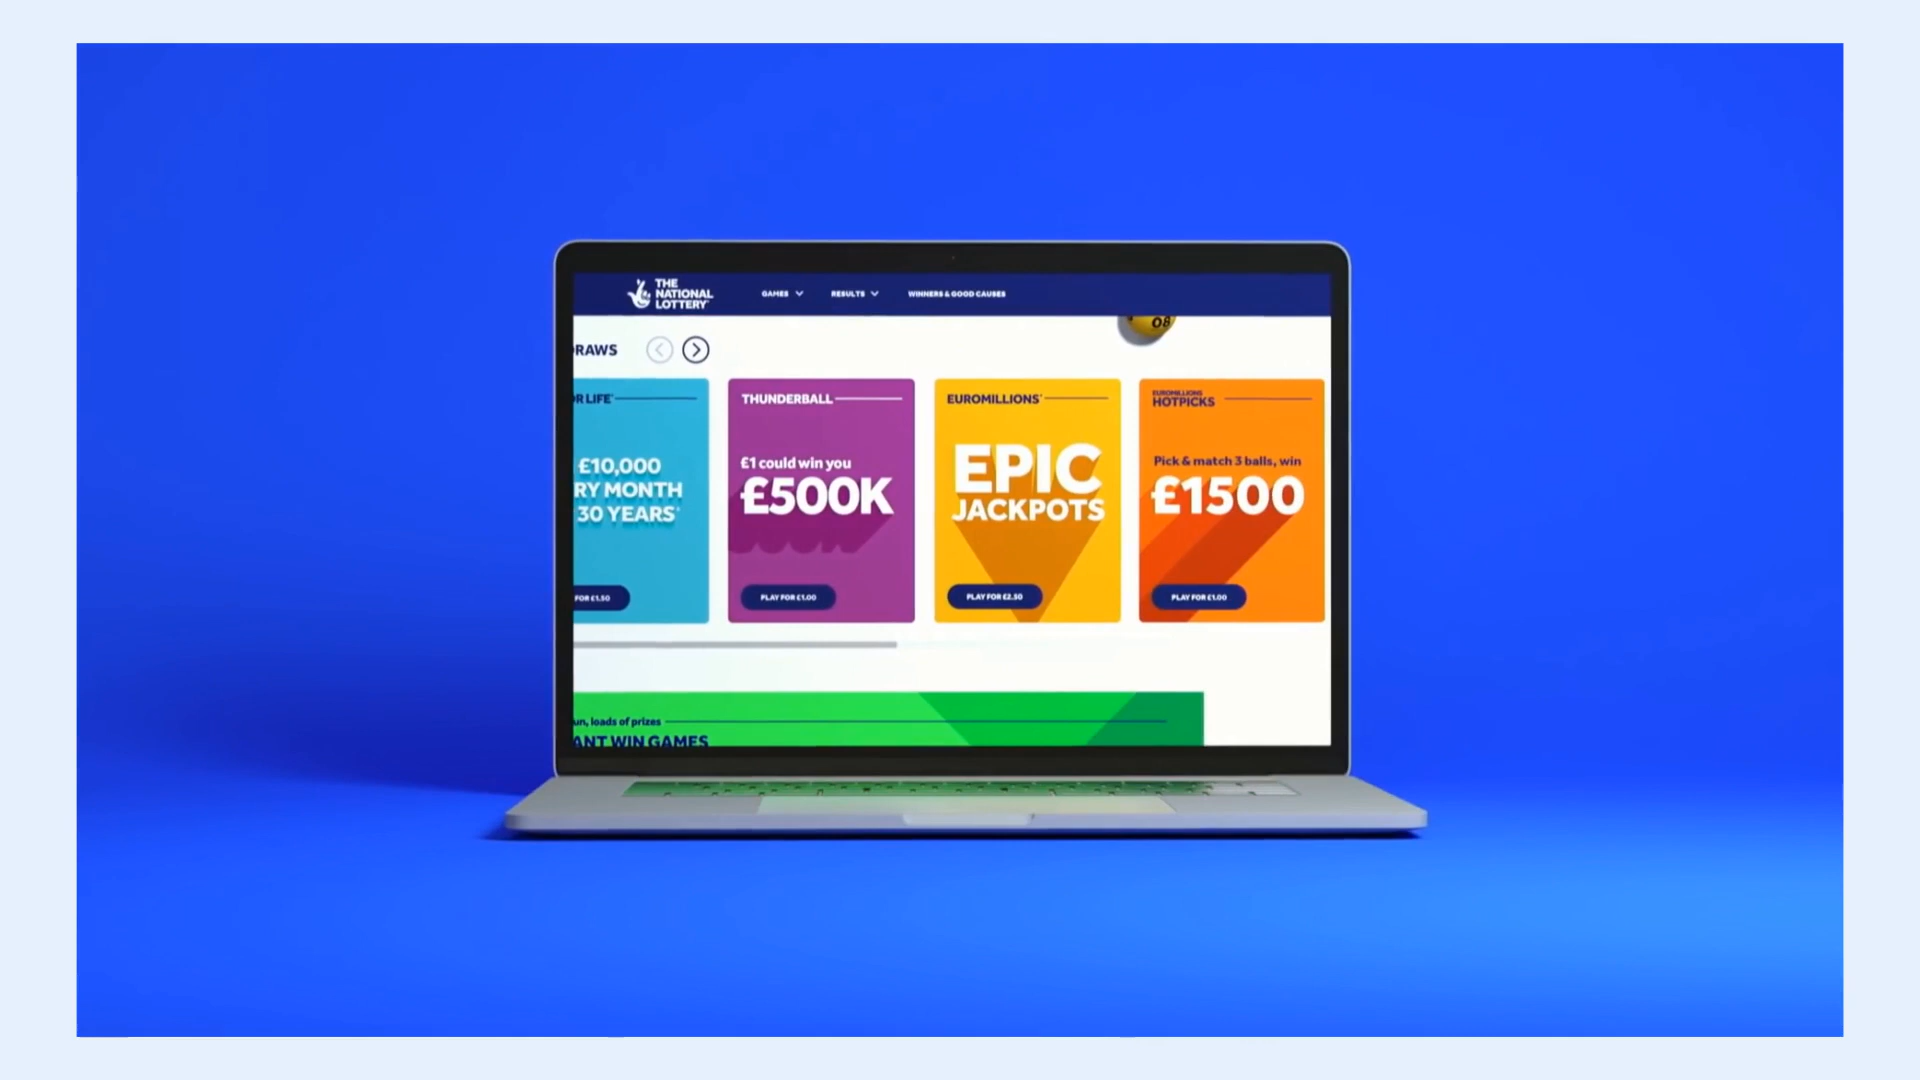 THE
NATIONAL
LOTTERY
GAMES
RESULTS
WINNERS & GOOD CAUSES
08
RAWS
R LIFE
£10,000
RY MONTH
30 YEARS*
FOR £1.50
THUNDERBALL
£1 could win you
£500K
PLAY FOR £1.00
EUROMILLIONS
EPIC
JACKPOTS
PLAY FOR £2.50
EUROMILLIONS
HOTPICKS
Pick & match 3 balls, win
£1500
PLAY FOR £1.00
un, loads of prizes
ANT WIN GAMES